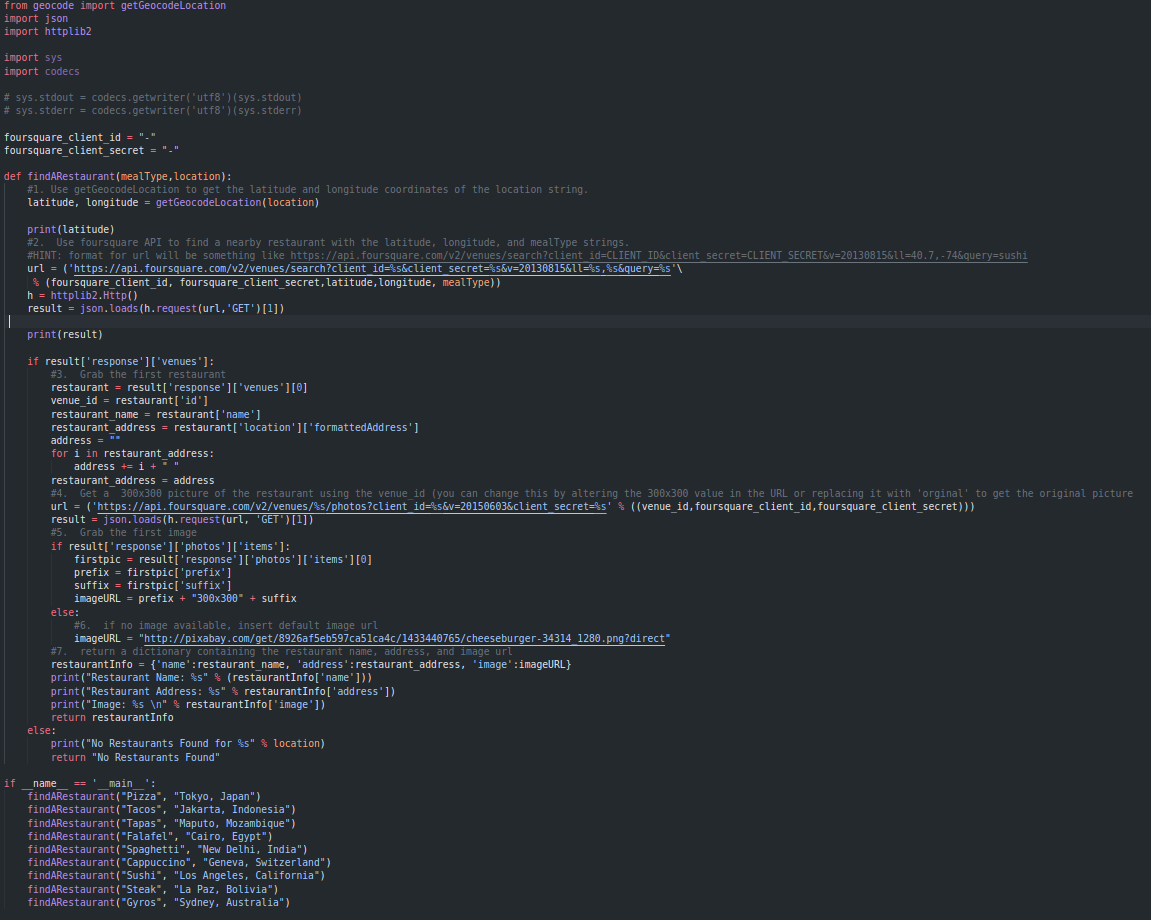 from geocode import getGeocodeLocation
import json
import httplib2

import sys
import codecs

# sys.stdout = codecs.getwriter('utf8')(sys.stdout)
# sys.stderr = codecs.getwriter('utf8')(sys.stderr)

foursquare_client_id = "-"
foursquare_client_secret = "-"

def findARestaurant(mealType,location):
    #1. Use getGeocodeLocation to get the latitude and longitude coordinates of the location string.
    latitude, longitude = getGeocodeLocation(location)

    print(latitude)
    #2.  Use foursquare API to find a nearby restaurant with the latitude, longitude, and mealType strings.
    #HINT: format for url will be something like https://api.foursquare.com/v2/venues/search?client_id=CLIENT_ID&client_secret=CLIENT_SECRET&v=20130815&ll=40.7,-74&query=sushi
    url = ('https://api.foursquare.com/v2/venues/search?client_id=%s&client_secret=%s&v=20130815&ll=%s,%s&query=%s'\
     % (foursquare_client_id, foursquare_client_secret,latitude,longitude, mealType))
    h = httplib2.Http()
    result = json.loads(h.request(url,'GET')[1])

    print(result)

    if result['response']['venues']:
        #3.  Grab the first restaurant
        restaurant = result['response']['venues'][0]
        venue_id = restaurant['id']
        restaurant_name = restaurant['name']
        restaurant_address = restaurant['location']['formattedAddress']
        address = ""
        for i in restaurant_address:
            address += i + " "
        restaurant_address = address
        #4.  Get a  300x300 picture of the restaurant using the venue_id (you can change this by altering the 300x300 value in the URL or replacing it with 'orginal' to get the original picture
        url = ('https://api.foursquare.com/v2/venues/%s/photos?client_id=%s&v=20150603&client_secret=%s' % ((venue_id,foursquare_client_id,foursquare_client_secret)))
        result = json.loads(h.request(url, 'GET')[1])
        #5.  Grab the first image
        if result['response']['photos']['items']:
            firstpic = result['response']['photos']['items'][0]
            prefix = firstpic['prefix']
            suffix = firstpic['suffix']
            imageURL = prefix + "300x300" + suffix
        else:
            #6.  if no image available, insert default image url
            imageURL = "http://pixabay.com/get/8926af5eb597ca51ca4c/1433440765/cheeseburger-34314_1280.png?direct"
        #7.  return a dictionary containing the restaurant name, address, and image url
        restaurantInfo = {'name':restaurant_name, 'address':restaurant_address, 'image':imageURL}
        print("Restaurant Name: %s" % (restaurantInfo['name']))
        print("Restaurant Address: %s" % restaurantInfo['address'])
        print("Image: %s \n" % restaurantInfo['image'])
        return restaurantInfo
    else:
        print("No Restaurants Found for %s" % location)
        return "No Restaurants Found"

if __name__ == '__main__':
    findARestaurant("Pizza", "Tokyo, Japan")
    findARestaurant("Tacos", "Jakarta, Indonesia")
    findARestaurant("Tapas", "Maputo, Mozambique")
    findARestaurant("Falafel", "Cairo, Egypt")
    findARestaurant("Spaghetti", "New Delhi, India")
    findARestaurant("Cappuccino", "Geneva, Switzerland")
    findARestaurant("Sushi", "Los Angeles, California")
    findARestaurant("Steak", "La Paz, Bolivia")
    findARestaurant("Gyros", "Sydney, Australia")